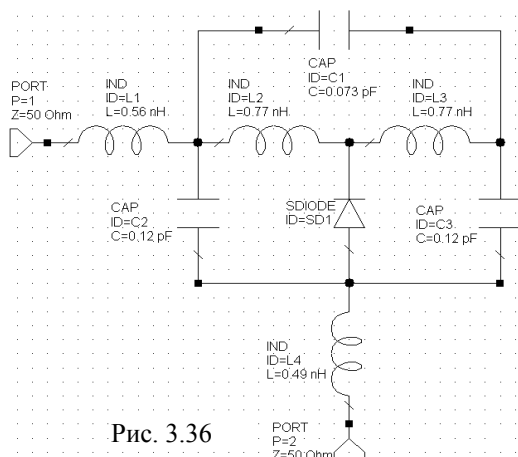 CAP
ID=C1
C=0.073 pF
PORT
P=1
Z=50 Ohm
IND
ID=L1
L=0.56 nH
IND
ID=L2
L=0.77 nH
IND
ID=L3
L=0.77 nH
CAP
ID=C2
C=0.12 pF
SDIODE
ID=SD1
CAP
ID=C3
C=0.12 pF
IND
ID=L4
L=0.49 nH
Рис. 3.36
PORT
P=2
Z=50 Ohm